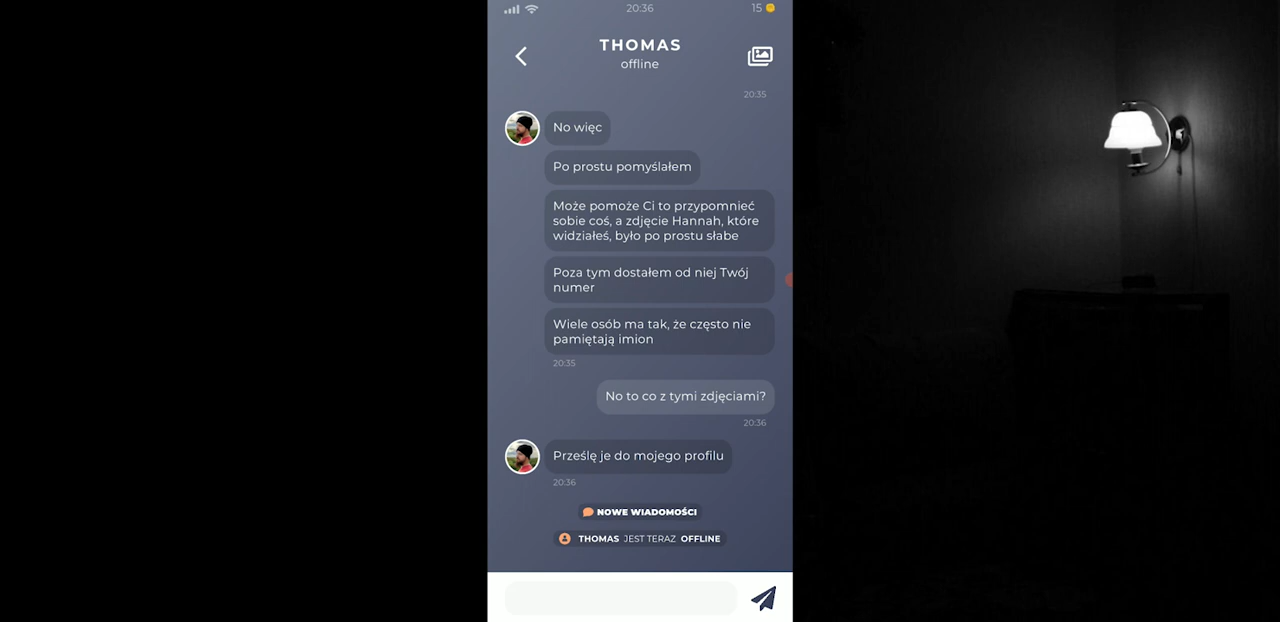 20:36
15
THOMAS
offline
20:35
No więc
Po prostu pomyślałem
Może pomoże Ci to przypomnieć
sobie coś, a zdjęcie Hannah, które
widziałeś, było po prostu słabe
Poza tym dostałem od niej Twój
numer
Wiele osób ma tak, że często nie
pamiętają imion
20:35
No to co z tymi zdjęciami?
20:36
Prześlę je do mojego profilu
20:36
NOWE WIADOMOŚCI
THOMAS JEST TERAZ OFFLINE